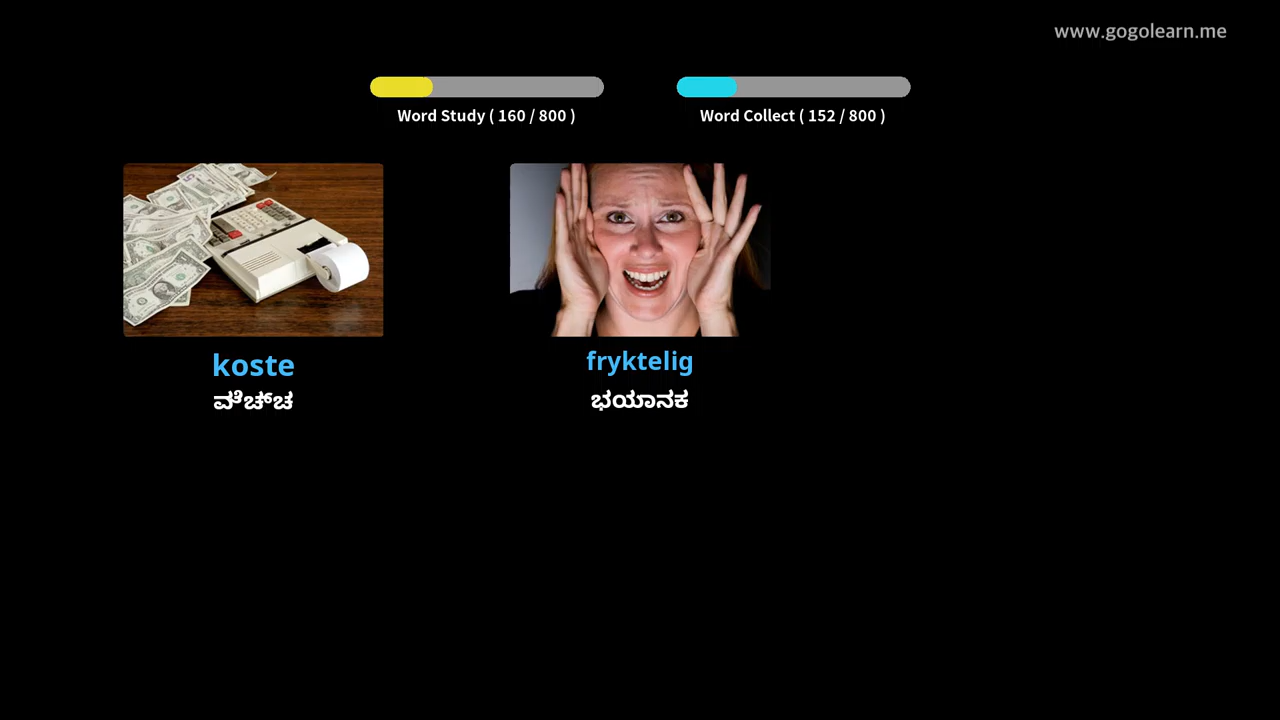 www.gogolearn.me
Word Study ( 160 / 800 )
Word Collect ( 152 / 800 )
koste
ವೆಚ್ಚ
fryktelig
ಭಯಾನಕ